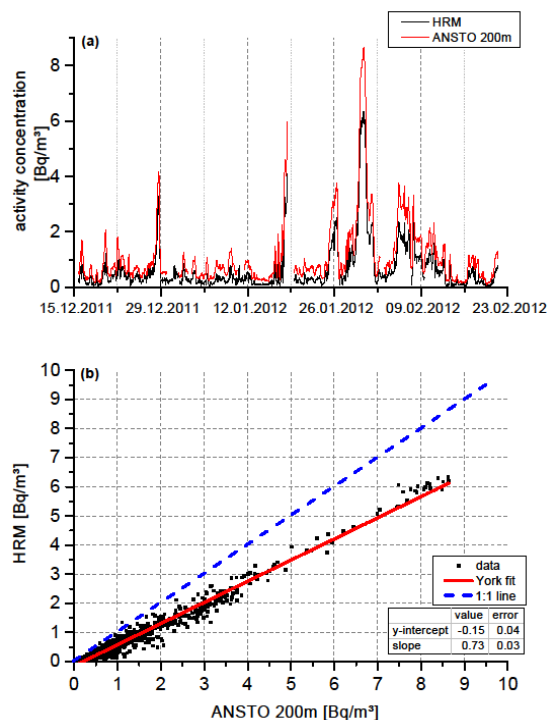 HRM
ANSTO 200m
(a)
8
6
4
2
0
activity concentration
[Bq/m³]
15.12.2011 29.12.2011 12.01.2012 26.01.2012 09.02.2012 23.02.2012
(b)
10
9
8
7
6
5
4
3
2
1
0
HRM [Bq/m³]
data
York fit
1:1 line
value error
y-intercept -0.15 0.04
slope 0.73 0.03
0 1 2 3 4 5 6 7 8 9 10
ANSTO 200m [Bq/m³]